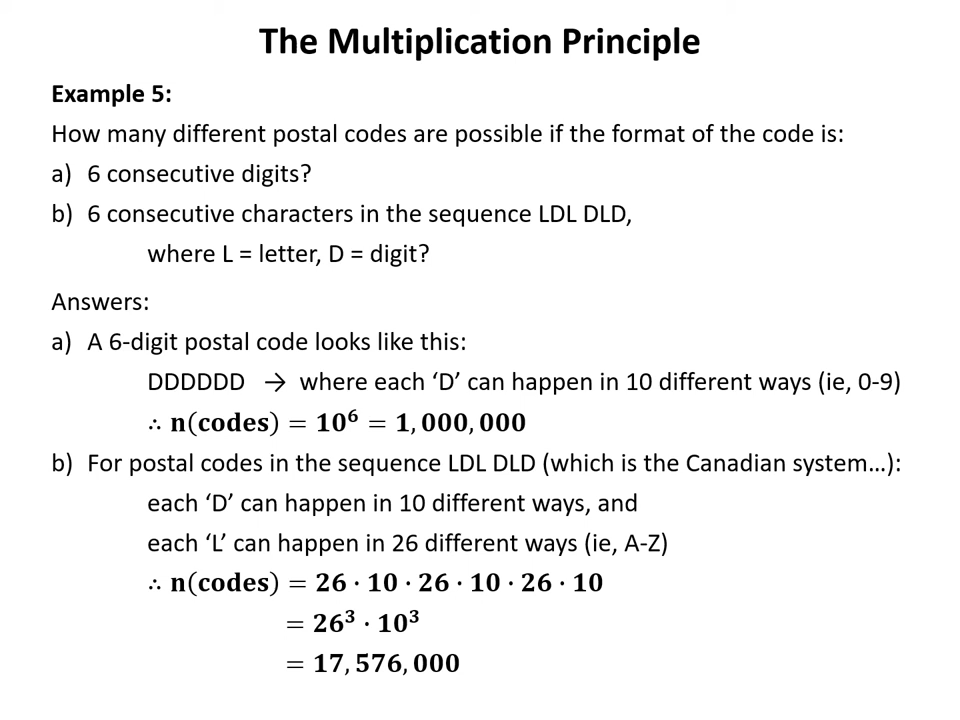 The Multiplication Principle
Example 5:
How many different postal codes are possible if the format of the code is:
a) 6 consecutive digits?
b) 6 consecutive characters in the sequence LDL DLD,
where L = letter, D = digit?
Answers:
a) A 6-digit postal code looks like this:
DDDDDD → where each ‘D’ can happen in 10 different ways (ie, 0-9)
∴ n(codes) = 10⁶ = 1,000,000
b) For postal codes in the sequence LDL DLD (which is the Canadian system…):
each ‘D’ can happen in 10 different ways, and
each ‘L’ can happen in 26 different ways (ie, A-Z)
∴ n(codes) = 26 · 10 · 26 · 10 · 26 · 10
= 26³ · 10³
= 17,576,000